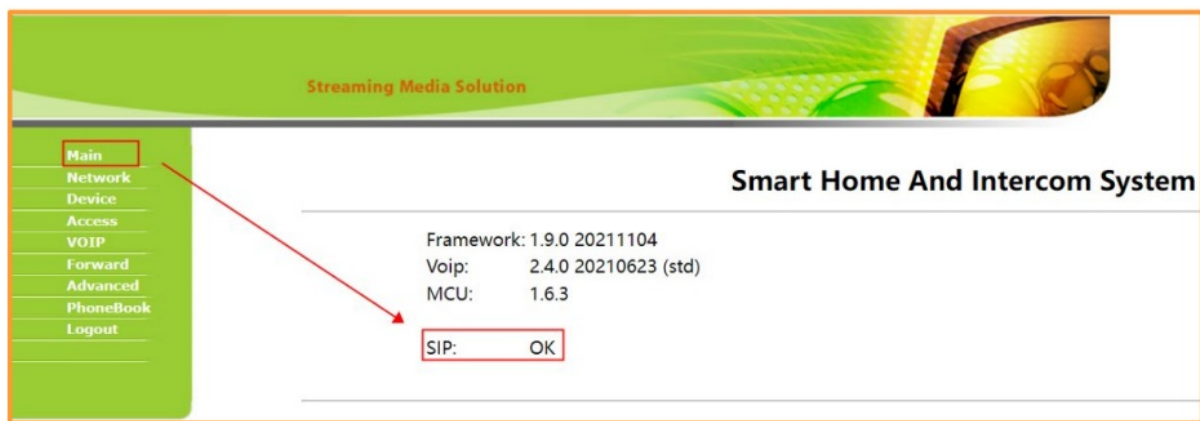 Streaming Media Solution
Main
Network
Device
Access
VOIP
Forward
Advanced
PhoneBook
Logout
Smart Home And Intercom System
Framework: 1.9.0 20211104
Voip: 2.4.0 20210623 (std)
MCU: 1.6.3
SIP: OK